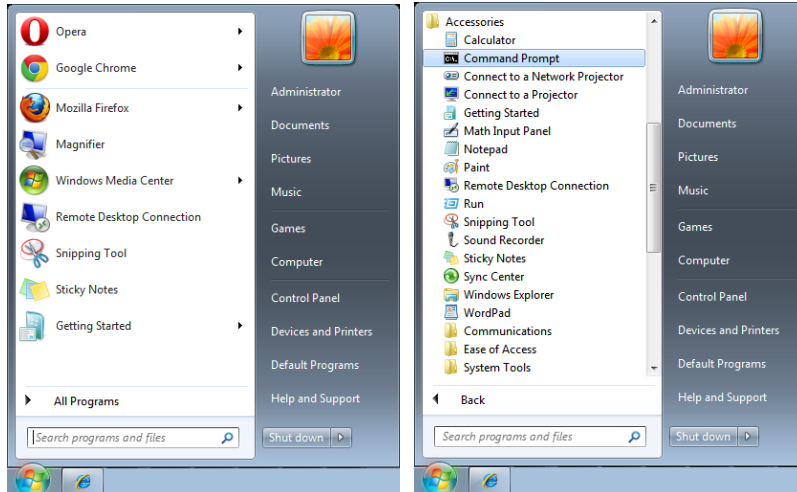 Opera
Google Chrome
Mozilla Firefox
Magnifier
Windows Media Center
Remote Desktop Connection
Snipping Tool
Sticky Notes
Getting Started
All Programs
Search programs and files
Administrator
Documents
Pictures
Music
Games
Computer
Control Panel
Devices and Printers
Default Programs
Help and Support
Shut down
Accessories
Calculator
Command Prompt
Connect to a Network Projector
Connect to a Projector
Getting Started
Math Input Panel
Notepad
Paint
Remote Desktop Connection
Run
Snipping Tool
Sound Recorder
Sticky Notes
Sync Center
Windows Explorer
WordPad
Communications
Ease of Access
System Tools
Back
Search programs and files
Administrator
Documents
Pictures
Music
Games
Computer
Control Panel
Devices and Printers
Default Programs
Help and Support
Shut down